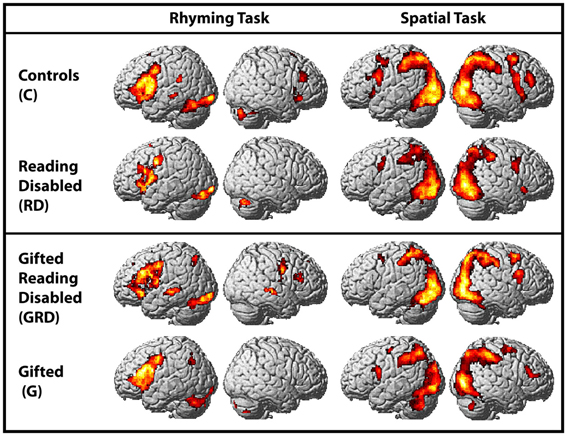 Rhyming Task
Spatial Task
Controls
(C)
Reading
Disabled
(RD)
Gifted
Reading
Disabled
(GRD)
Gifted
(G)